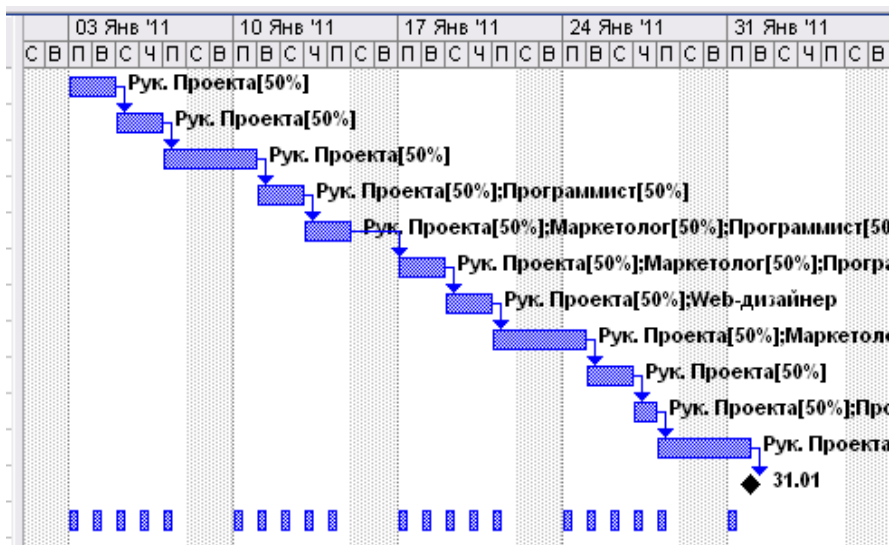 03 Янв '11 10 Янв '11 17 Янв '11 24 Янв '11 31 Янв '11
С В П В С Ч П С В П В С Ч П С В П В С Ч П С В П В С Ч П С В П В С Ч П С В
Рук. Проекта[50%]
Рук. Проекта[50%]
Рук. Проекта[50%]
Рук. Проекта[50%];Программист[50%]
Рук. Проекта[50%];Маркетолог[50%];Программист[50
Рук. Проекта[50%];Маркетолог[50%];Програ
Рук. Проекта[50%];Web-дизайнер
Рук. Проекта[50%];Маркетоло
Рук. Проекта[50%]
Рук. Проекта[50%];Про
Рук. Проекта
31.01